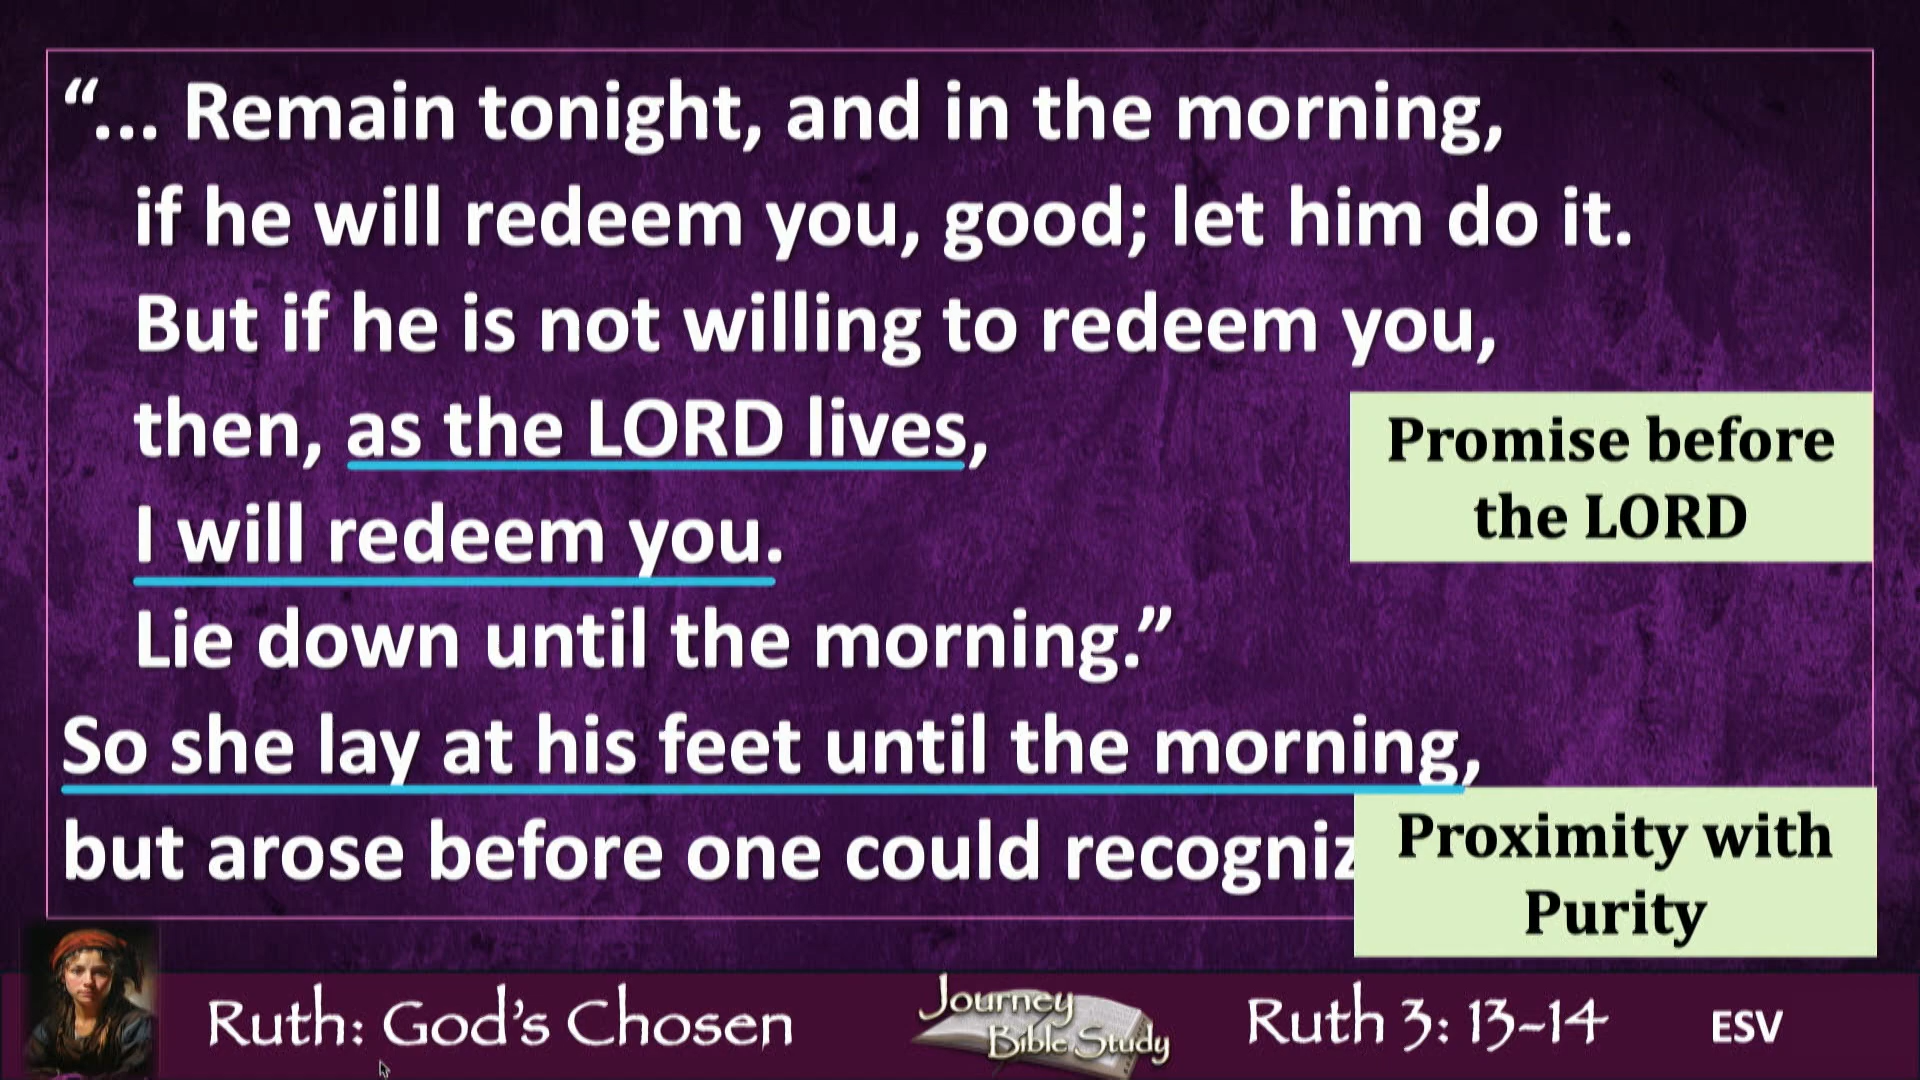 “... Remain tonight, and in the morning,
if he will redeem you, good; let him do it.
But if he is not willing to redeem you,
then, as the LORD lives,
I will redeem you.
Lie down until the morning.”
So she lay at his feet until the morning,
but arose before one could recogniz
Promise before
the LORD
Proximity with
Purity
Ruth: God's Chosen
Journey
Bible Study
Ruth 3: 13-14
ESV